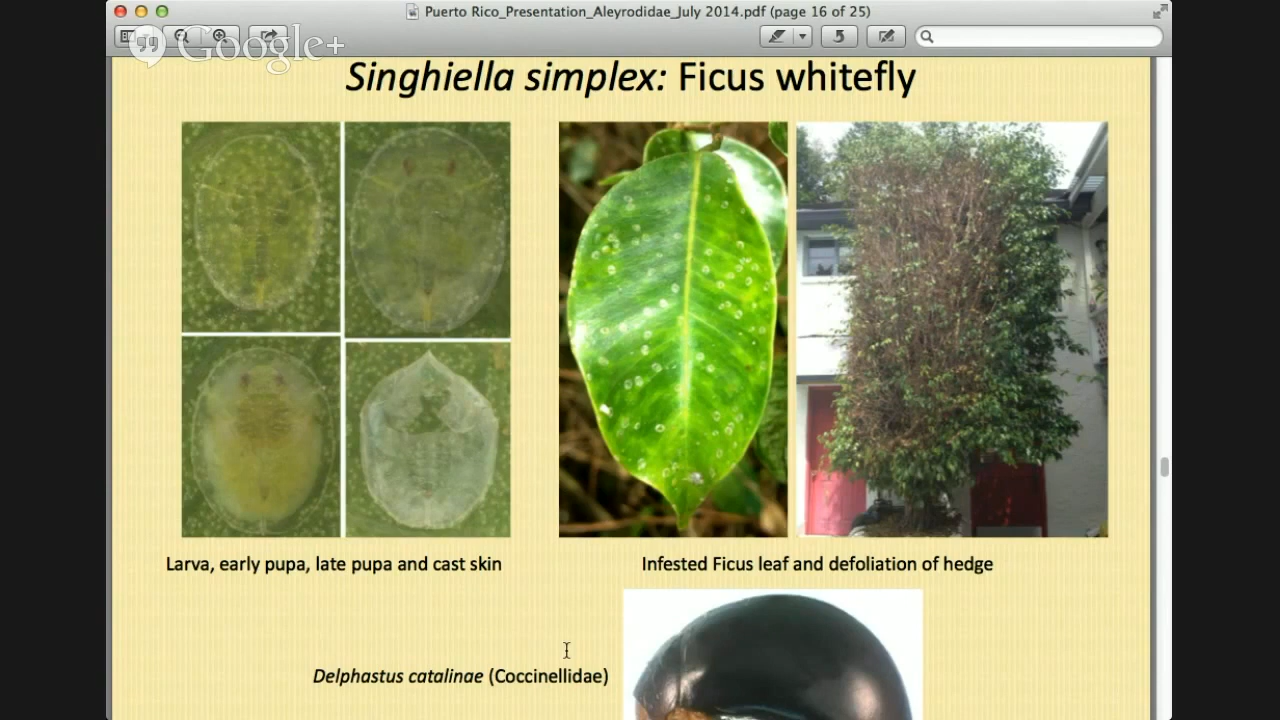 Puerto Rico_Presentation_Aleyrodidae_July 2014.pdf (page 16 of 25)
Google+
Singhiella simplex: Ficus whitefly
Larva, early pupa, late pupa and cast skin
Infested Ficus leaf and defoliation of hedge
Delphastus catalinae (Coccinellidae)